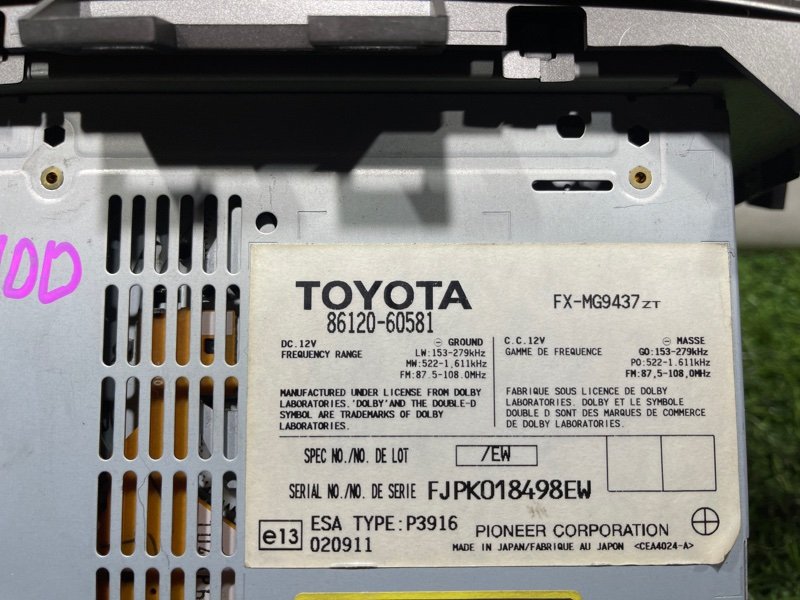 TOYOTA
86120-60581
FX-MG9437ZT
DC.12V ⊖ GROUND
FREQUENCY RANGE LW:153-279kHz
MW:522-1,611kHz
FM:87.5-108.0MHz
C.C.12V ⊖ MASSE
GAMME DE FREQUENCE GO:153-279kHz
PO:522-1.611kHz
FM:87,5-108,0MHz
MANUFACTURED UNDER LICENSE FROM DOLBY
LABORATORIES.'DOLBY'AND THE DOUBLE-D
SYMBOL ARE TRADEMARKS OF DOLBY
LABORATORIES.
FABRIQUE SOUS LICENCE DE DOLBY
LABORATORIES. DOLBY ET LE SYMBOLE
DOUBLE D SONT DES MARQUES DE COMMERCE
DE DOLBY LABORATORIES.
SPEC NO./NO. DE LOT /EW
SERIAL NO./NO. DE SERIE FJPK018498EW
e13 ESA TYPE:P3916
020911
PIONEER CORPORATION
MADE IN JAPAN/FABRIQUE AU JAPON <CEA4024-A>